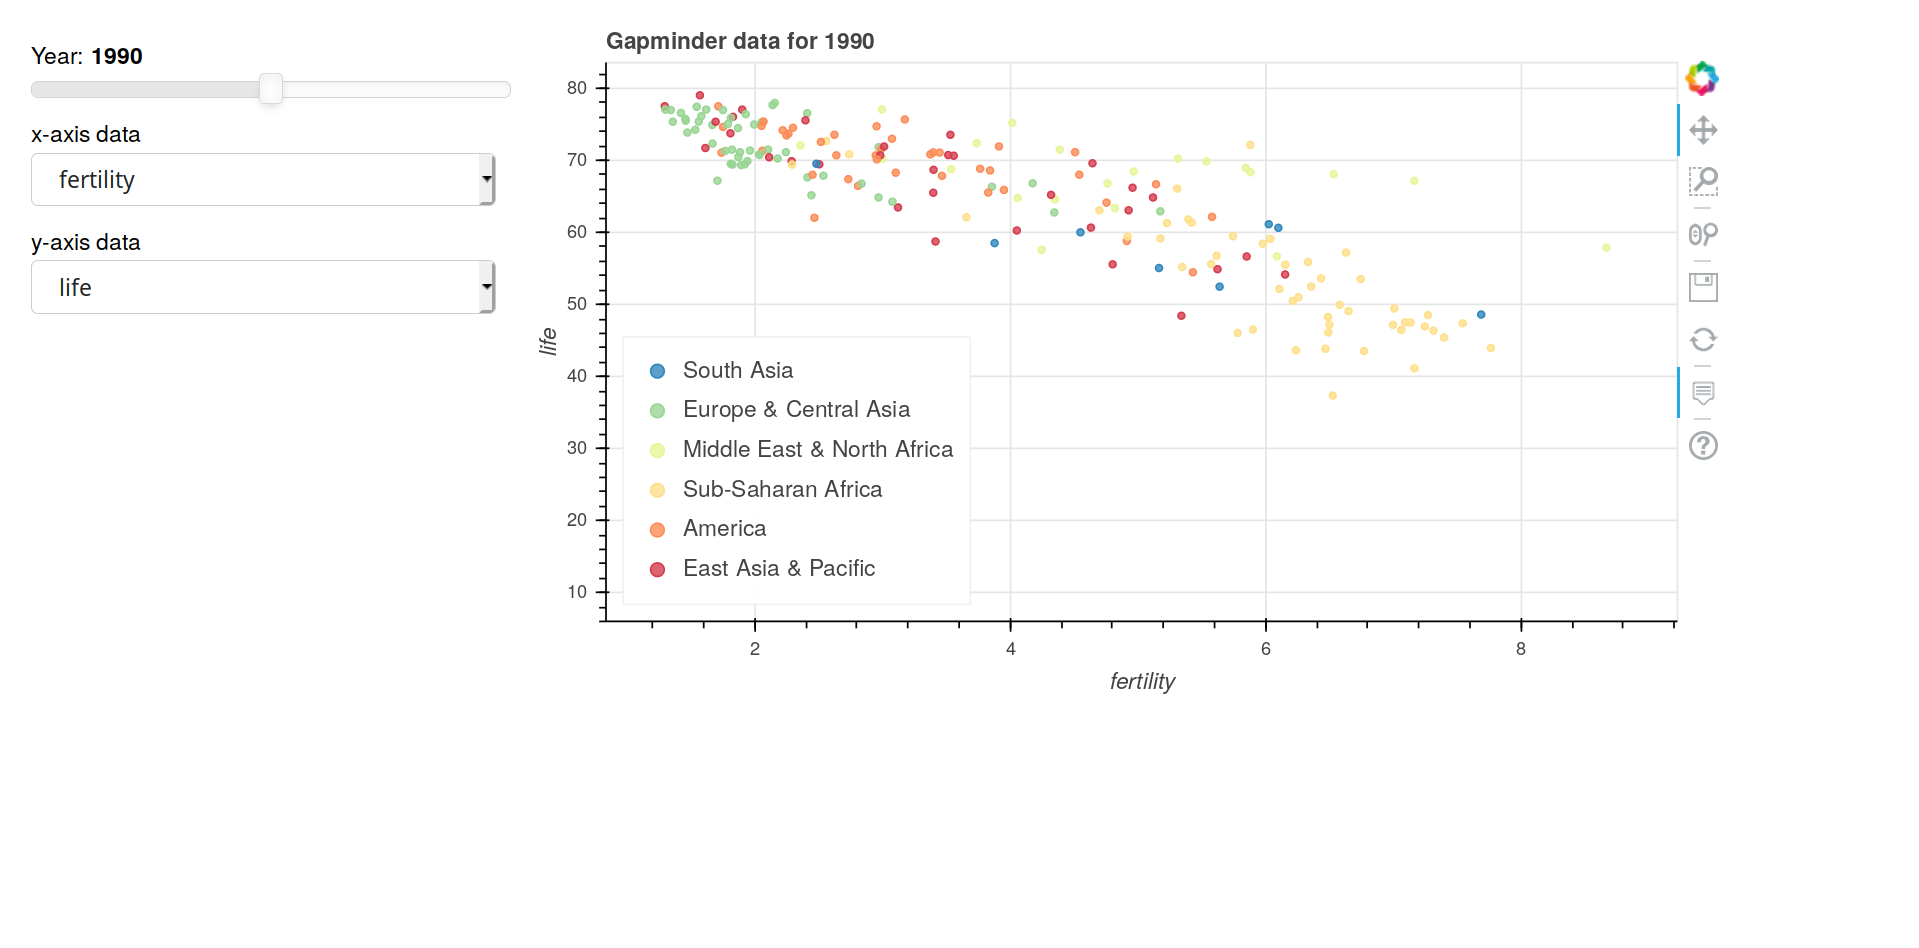 Year: 1990
x-axis data
fertility
y-axis data
life
Gapminder data for 1990
80
70
60
50
40
30
20
10
life
South Asia
Europe & Central Asia
Middle East & North Africa
Sub-Saharan Africa
America
East Asia & Pacific
2 4 6 8
fertility
?